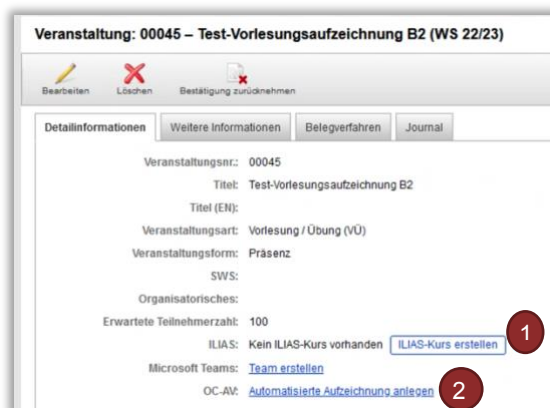 Veranstaltung: 00045 – Test-Vorlesungsaufzeichnung B2 (WS 22/23)
Bearbeiten Löschen Bestätigung zurücknehmen
Detailinformationen Weitere Informationen Belegverfahren Journal
Veranstaltungsnr.: 00045
Titel: Test-Vorlesungsaufzeichnung B2
Titel (EN):
Veranstaltungsart: Vorlesung / Übung (VÜ)
Veranstaltungsform: Präsenz
SWS:
Organisatorisches:
Erwartete Teilnehmerzahl: 100
ILIAS: Kein ILIAS-Kurs vorhanden ILIAS-Kurs erstellen 1
Microsoft Teams: Team erstellen
OC-AV: Automatisierte Aufzeichnung anlegen 2